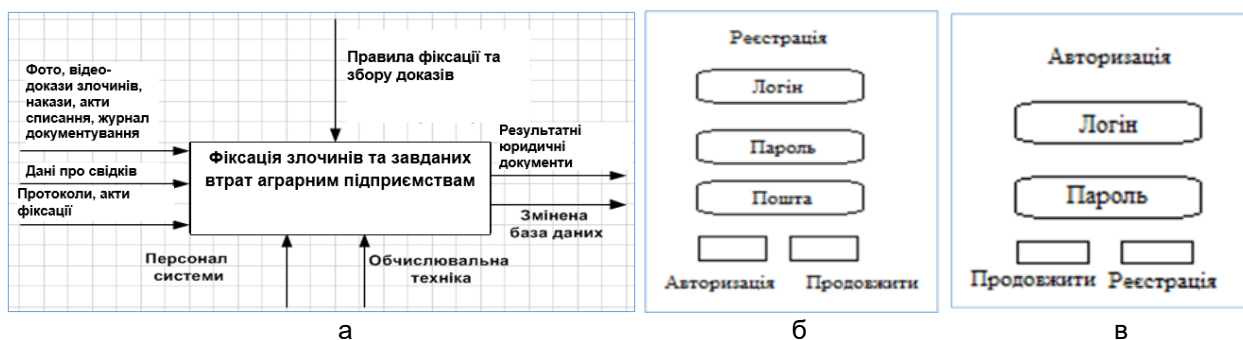 Правила фіксації та
збору доказів
Фото, відео-
докази злочинів,
накази, акти
списання, журнал
документування
Дані про свідків
Протоколи, акти
фіксації
Фіксація злочинів та завданих
втрат аграрним підприємствам
Результатні
юридичні
документи
Змінена
база даних
Персонал
системи
Обчислювальна
техніка
а
Реєстрація
Логін
Пароль
Пошта
Авторизація
Продовжити
б
Авторизація
Логін
Пароль
Продовжити
Реєстрація
в